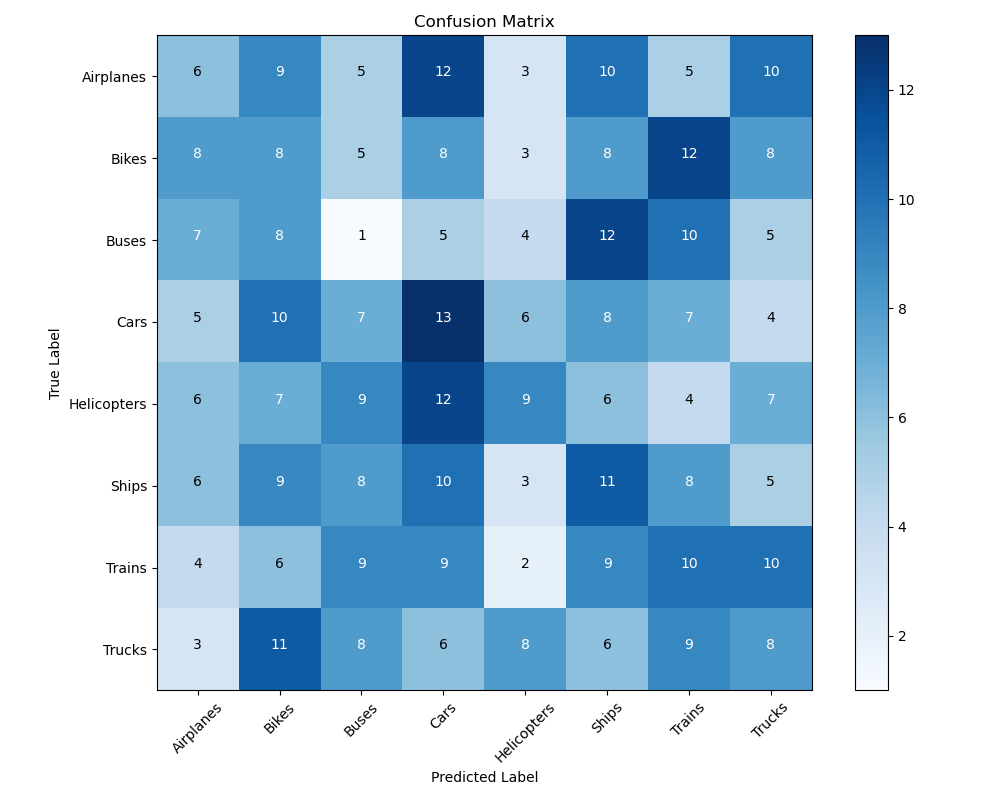 Confusion Matrix
Airplanes 6 9 5 12 3 10 5 10
Bikes 8 8 5 8 3 8 12 8
Buses 7 8 1 5 4 12 10 5
Cars 5 10 7 13 6 8 7 4
Helicopters 6 7 9 12 9 6 4 7
Ships 6 9 8 10 3 11 8 5
Trains 4 6 9 9 2 9 10 10
Trucks 3 11 8 6 8 6 9 8
True Label
Airplanes Bikes Buses Cars Helicopters Ships Trains Trucks
Predicted Label
12
10
8
6
4
2